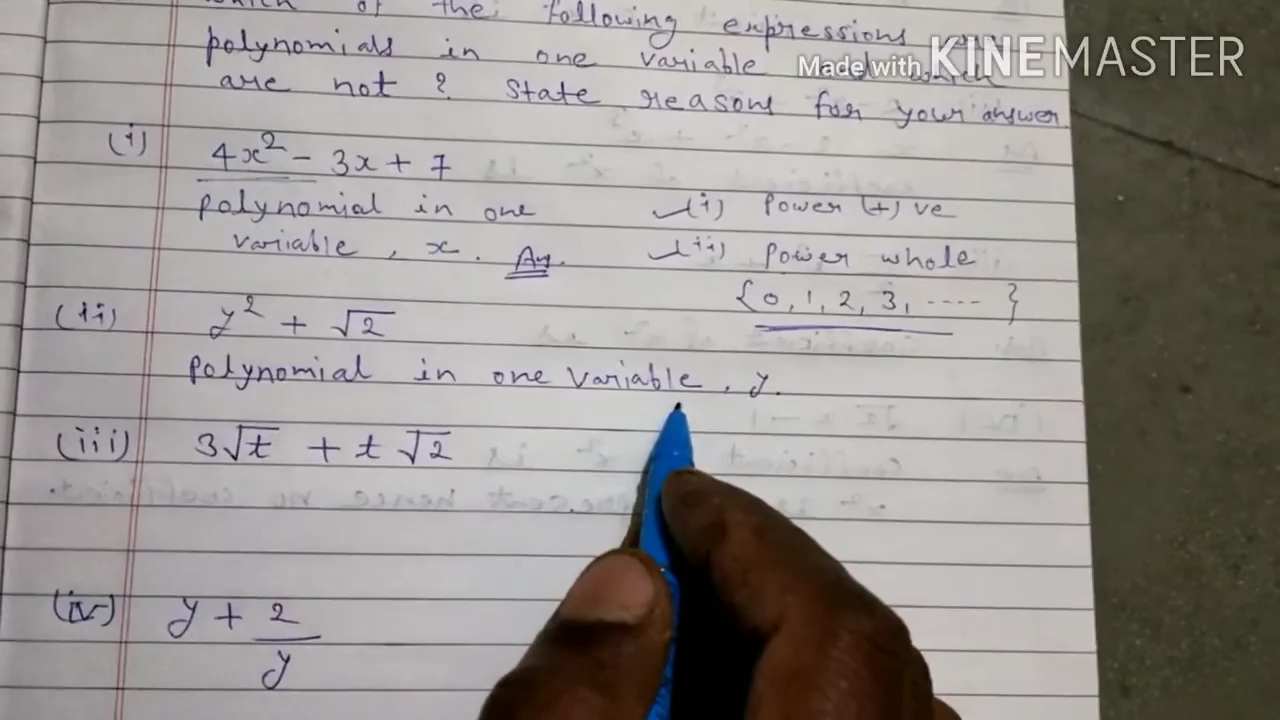 of the following expressions
polynomials in one variable
are not ? State reasons for your answer
(i) 4x² - 3x + 7
polynomial in one
variable, x. Ans.
(i) Power (+)ve
(ii) Power whole
{0, 1, 2, 3, ---- }
(ii) y² + √2
polynomial in one variable, y.
(iii) 3√t + t√2
(iv) y + 2/y
Made with KINEMASTER